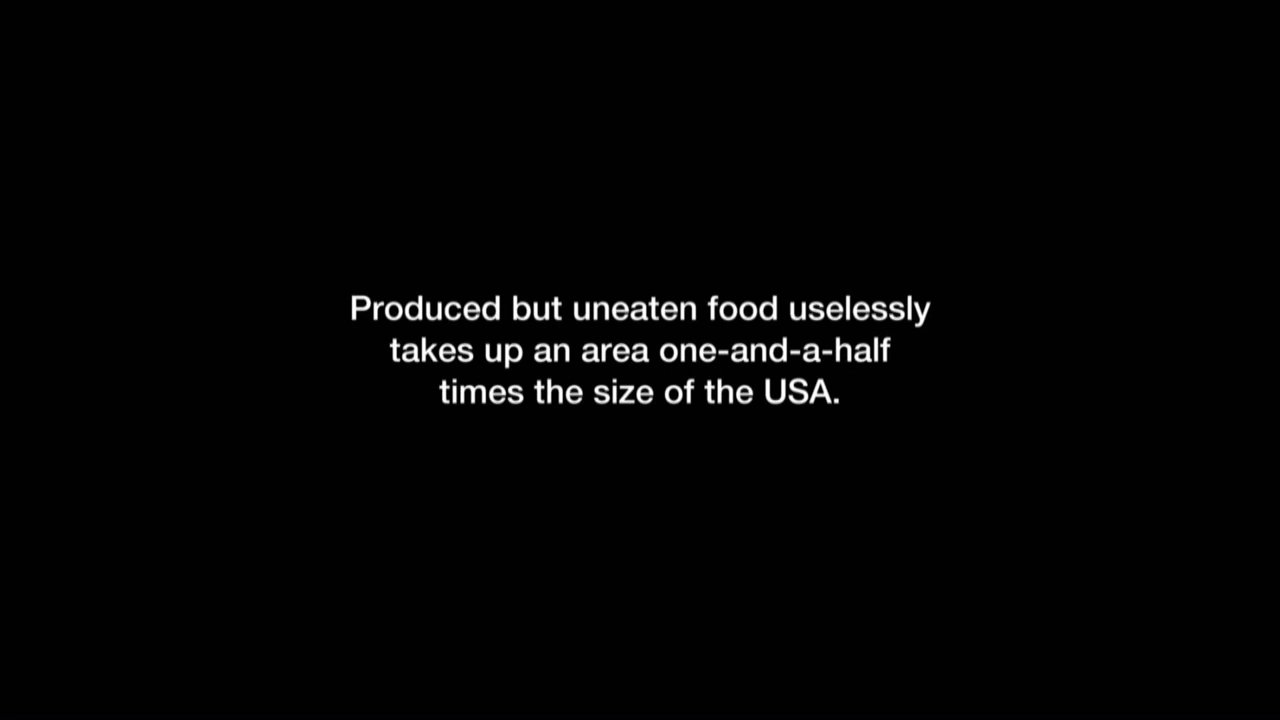 Produced but uneaten food uselessly
takes up an area one-and-a-half
times the size of the USA.